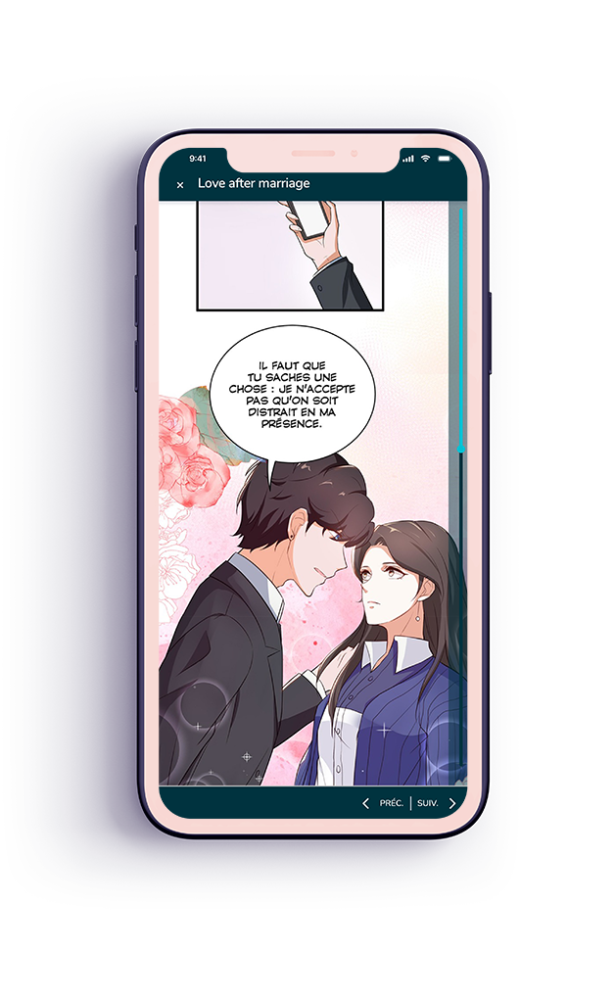 9:41
× Love after marriage
IL FAUT QUE
TU SACHES UNE
CHOSE : JE N'ACCEPTE
PAS QU'ON SOIT
DISTRAIT EN MA
PRÉSENCE.
PRÉC. | SUIV.